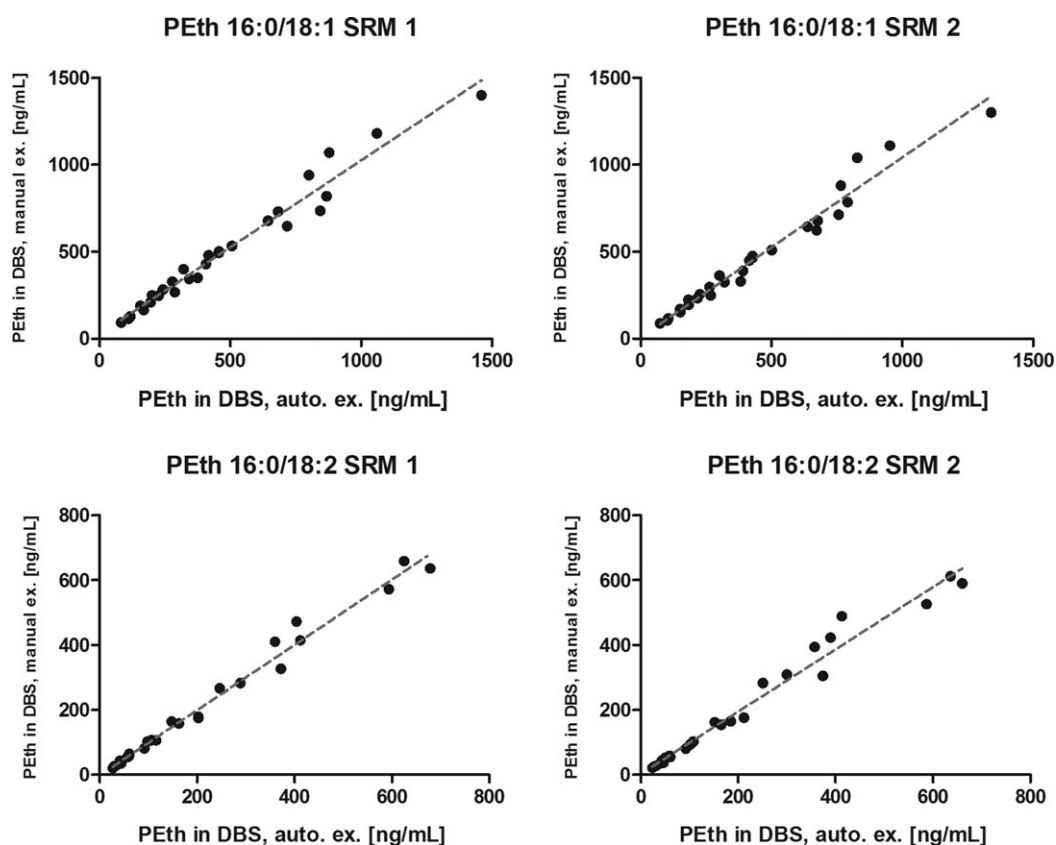 PEth 16:0/18:1 SRM 1
PEth in DBS, manual ex. [ng/mL]
1500
1000
500
0
0 500 1000 1500
PEth in DBS, auto. ex. [ng/mL]
PEth 16:0/18:1 SRM 2
PEth in DBS, manual ex. [ng/mL]
1500
1000
500
0
0 500 1000 1500
PEth in DBS, auto. ex. [ng/mL]
PEth 16:0/18:2 SRM 1
PEth in DBS, manual ex. [ng/mL]
800
600
400
200
0
0 200 400 600 800
PEth in DBS, auto. ex. [ng/mL]
PEth 16:0/18:2 SRM 2
PEth in DBS, manual ex. [ng/mL]
800
600
400
200
0
0 200 400 600 800
PEth in DBS, auto. ex. [ng/mL]